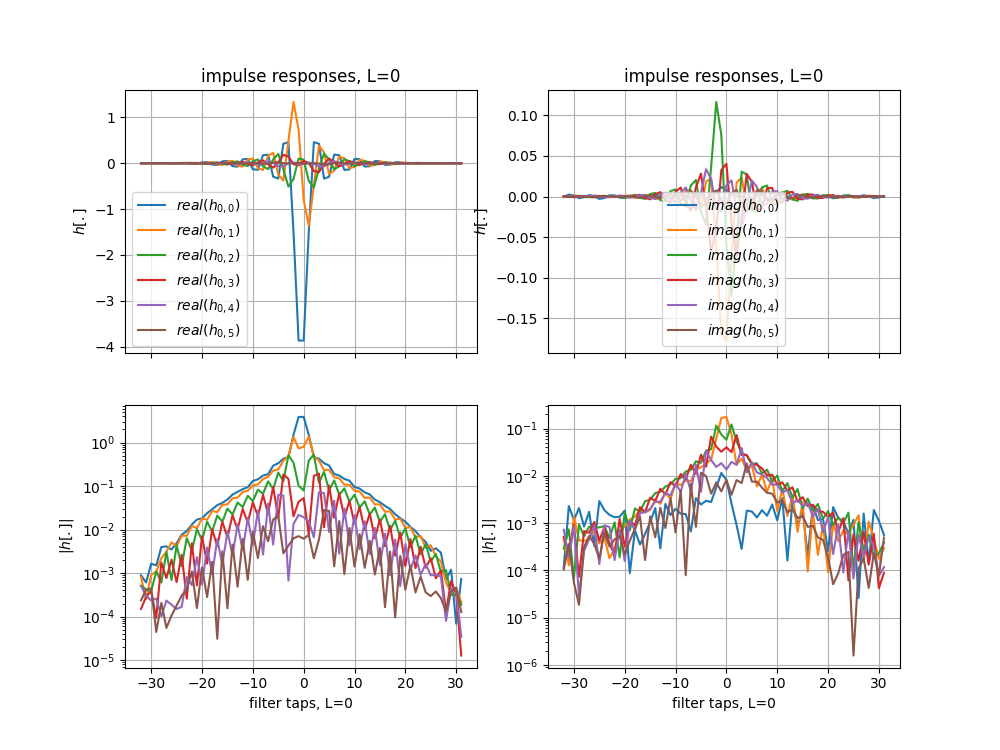 impulse responses, L=0
impulse responses, L=0
h[.]
1
0
−1
−2
−3
−4
real(h₀,₀)
real(h₀,₁)
real(h₀,₂)
real(h₀,₃)
real(h₀,₄)
real(h₀,₅)
h[.]
0.10
0.05
0.00
−0.05
−0.10
−0.15
imag(h₀,₀)
imag(h₀,₁)
imag(h₀,₂)
imag(h₀,₃)
imag(h₀,₄)
imag(h₀,₅)
|h[.]|
10⁰
10⁻¹
10⁻²
10⁻³
10⁻⁴
10⁻⁵
−30 −20 −10 0 10 20 30
filter taps, L=0
|h[.]|
10⁻¹
10⁻²
10⁻³
10⁻⁴
10⁻⁵
10⁻⁶
−30 −20 −10 0 10 20 30
filter taps, L=0